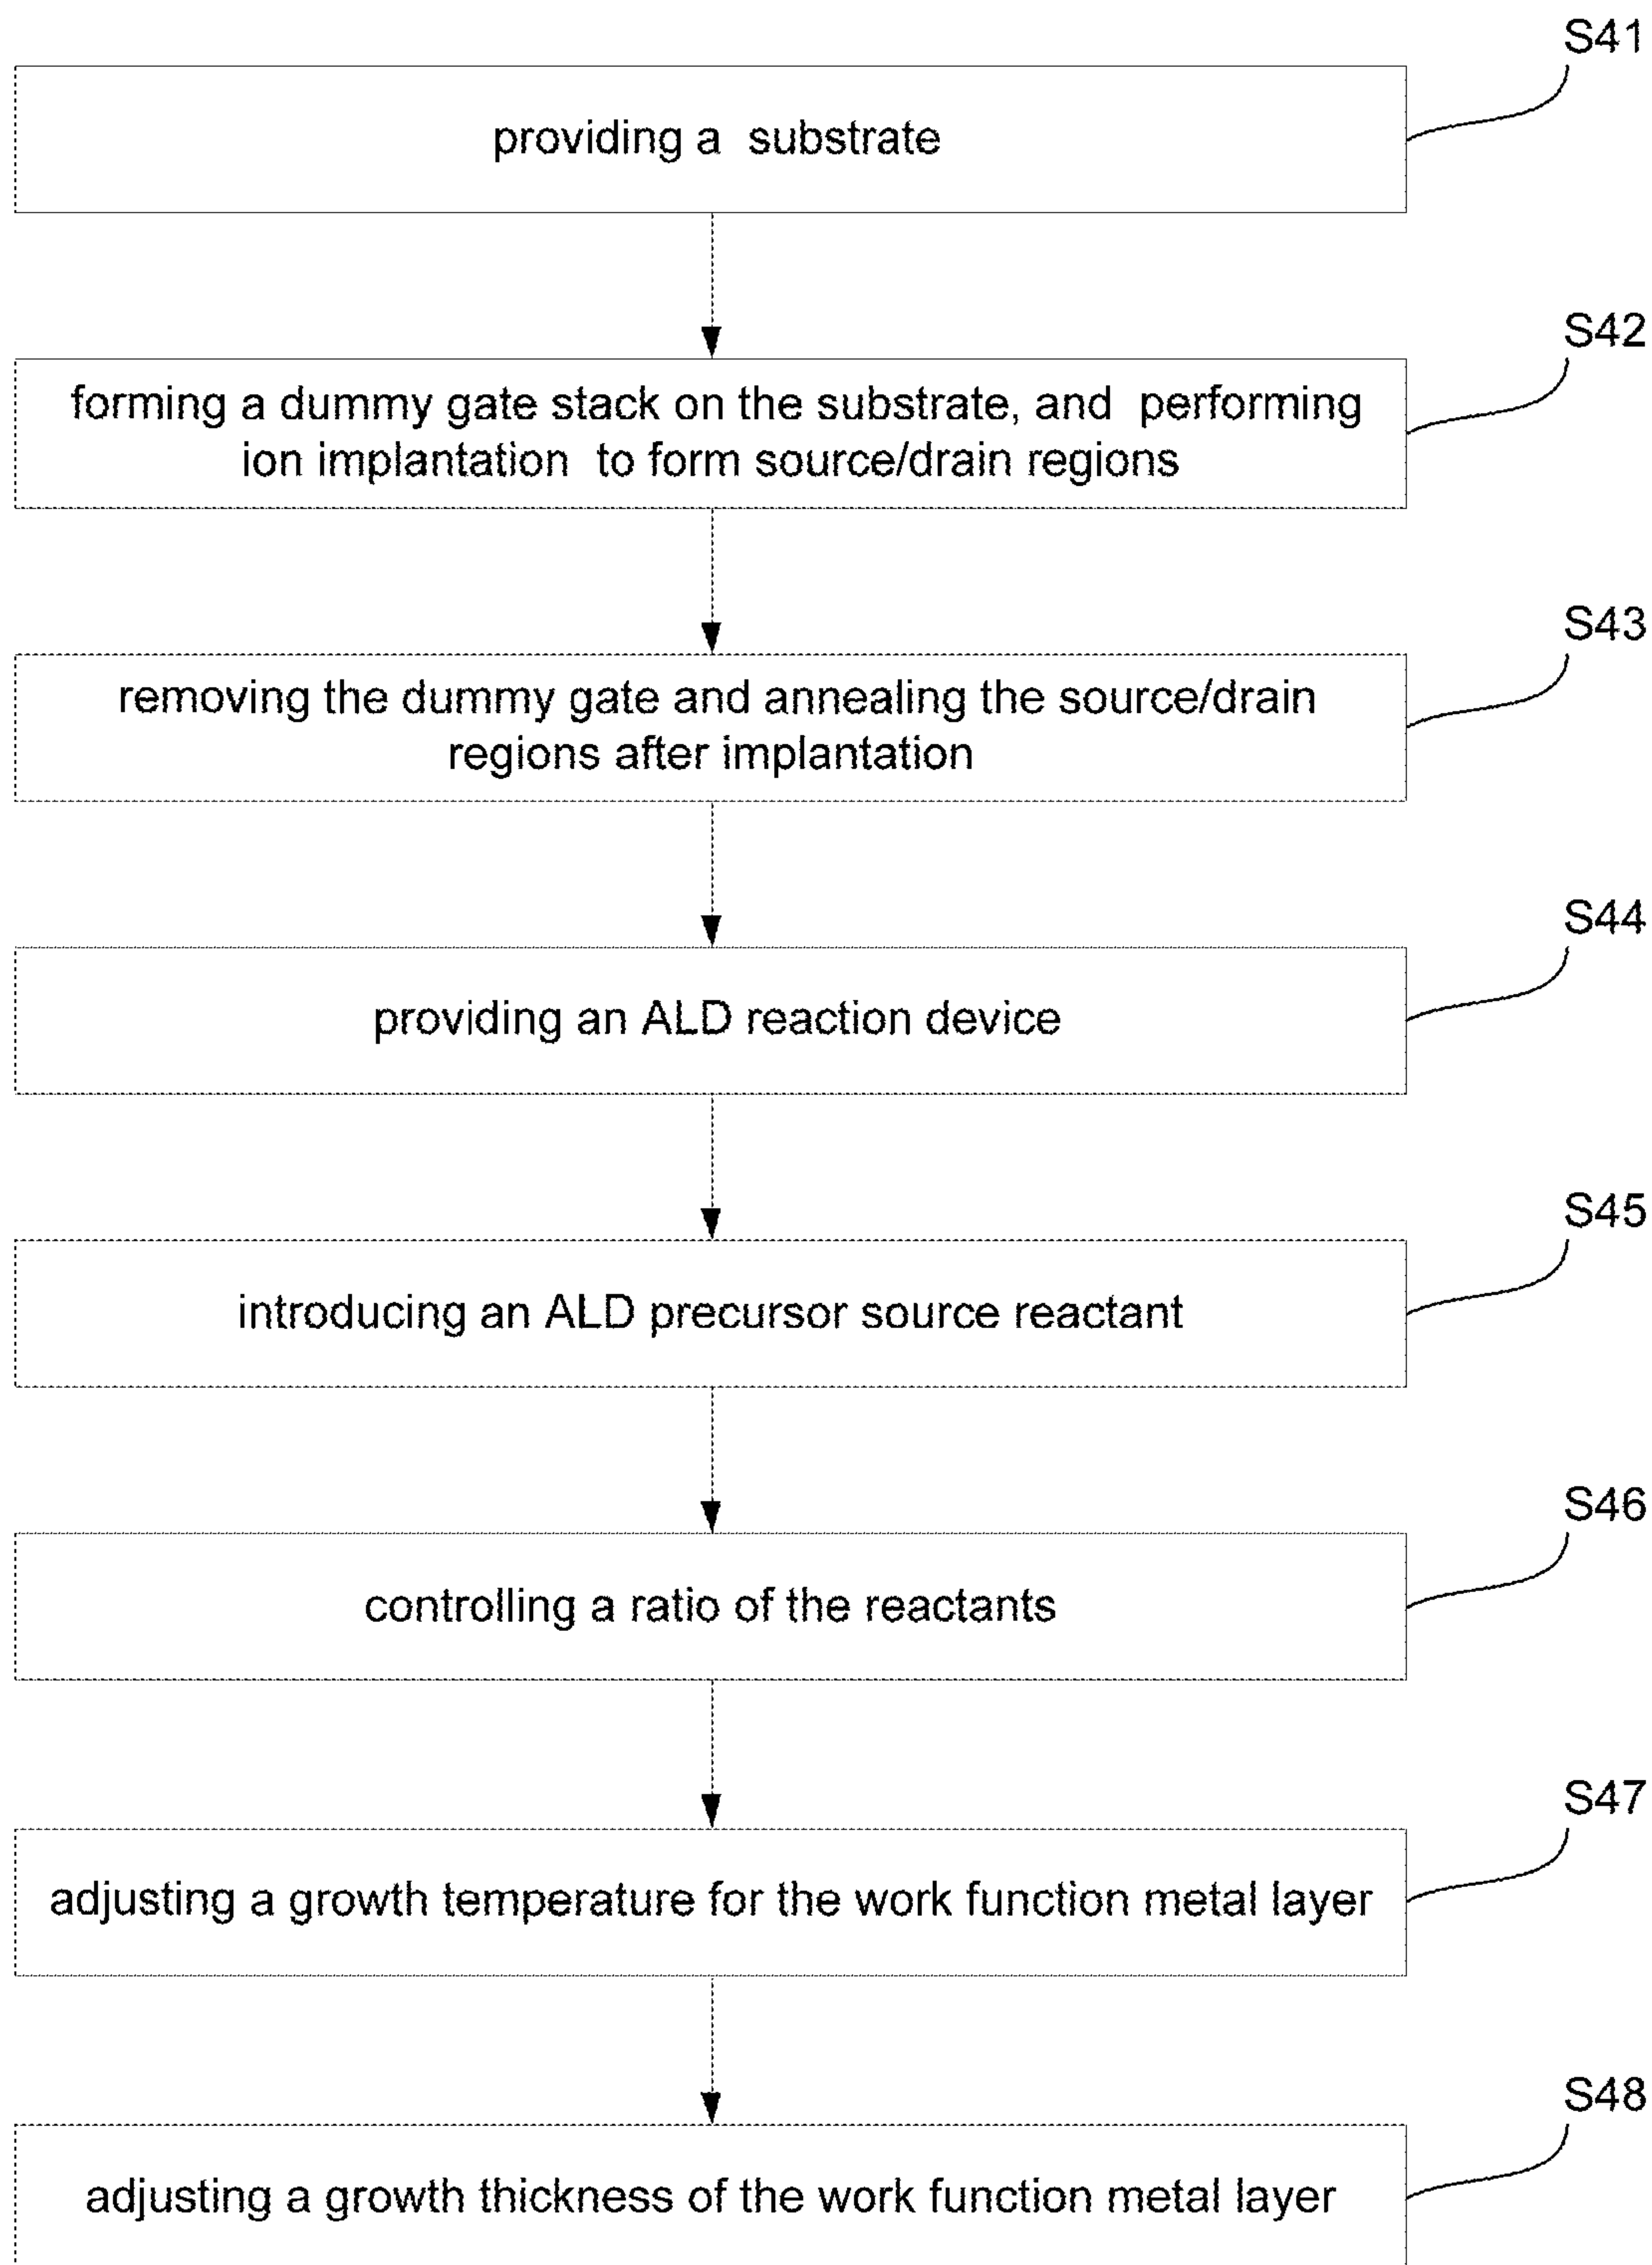 S41
providing a substrate
S42
forming a dummy gate stack on the substrate, and performing
ion implantation to form source/drain regions
S43
removing the dummy gate and annealing the source/drain
regions after implantation
S44
providing an ALD reaction device
S45
introducing an ALD precursor source reactant
S46
controlling a ratio of the reactants
S47
adjusting a growth temperature for the work function metal layer
S48
adjusting a growth thickness of the work function metal layer